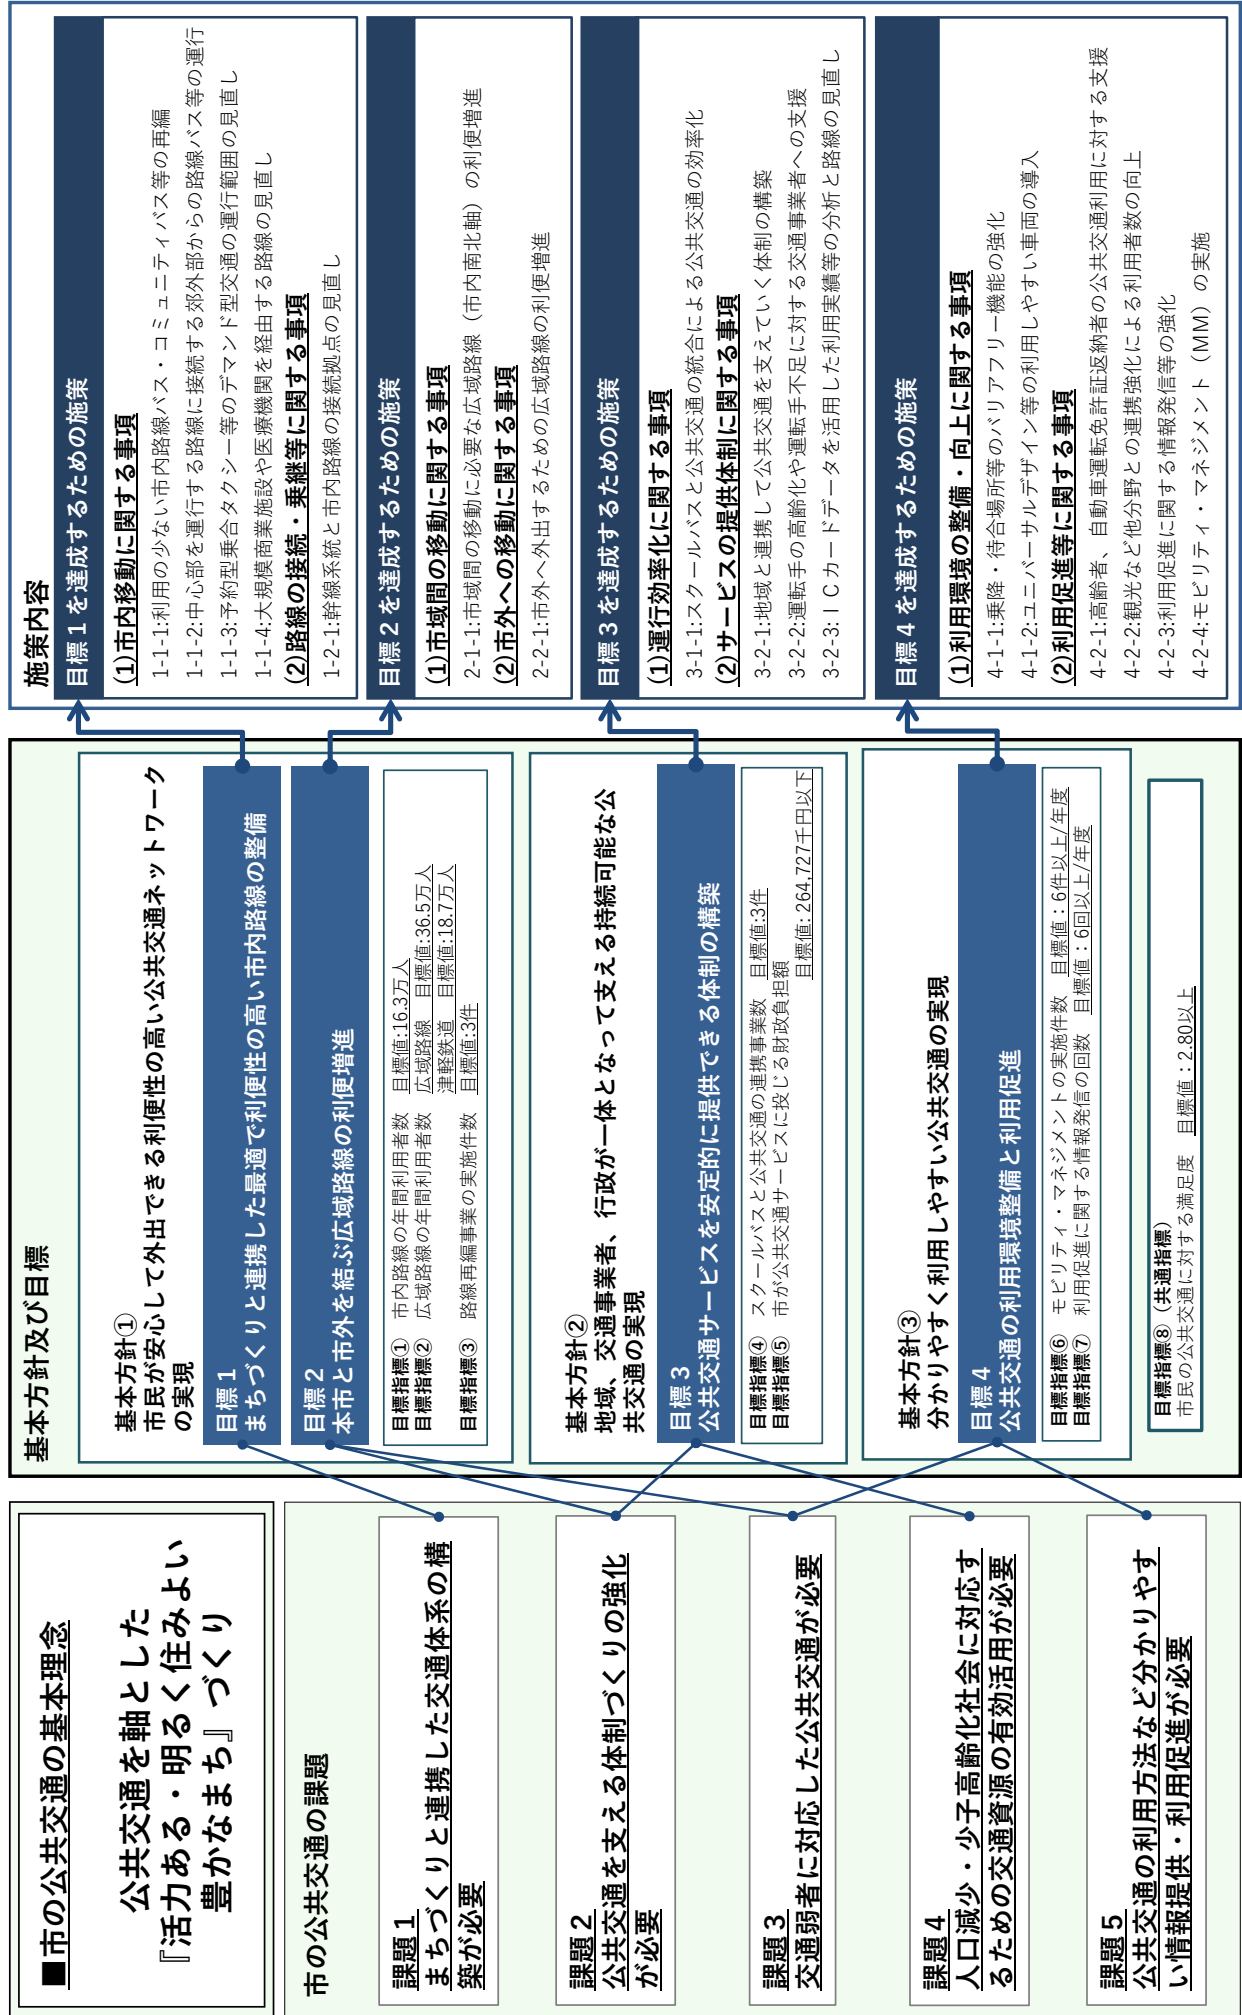 ■市の公共交通の基本理念
公共交通を軸とした
『活力ある・明るく住みよい
豊かなまち』づくり
市の公共交通の課題
課題１
まちづくりと連携した交通体系の構
築が必要
課題２
公共交通を支える体制づくりの強化
が必要
課題３
交通弱者に対応した公共交通が必要
課題４
人口減少・少子高齢化社会に対応す
るための交通資源の有効活用が必要
課題５
公共交通の利用方法など分かりやす
い情報提供・利用促進が必要
基本方針及び目標
基本方針①
市民が安心して外出できる利便性の高い公共交通ネットワーク
の実現
目標１
まちづくりと連携した最適で利便性の高い市内路線の整備
目標２
本市と市外を結ぶ広域路線の利便増進
目標指標① 市内路線の年間利用者数 目標値:16.3万人
目標指標② 広域路線の年間利用者数 広域路線 目標値:36.5万人
津軽鉄道 目標値:18.7万人
目標指標③ 路線再編事業の実施件数 目標値:3件
基本方針②
地域、交通事業者、行政が一体となって支える持続可能な公
共交通の実現
目標３
公共交通サービスを安定的に提供できる体制の構築
目標指標④ スクールバスと公共交通の連携事業数 目標値:3件
目標指標⑤ 市が公共交通サービスに投じる財政負担額
目標値: 264,727千円以下
基本方針③
分かりやすく利用しやすい公共交通の実現
目標４
公共交通の利用環境整備と利用促進
目標指標⑥ モビリティ・マネジメントの実施件数 目標値：6件以上/年度
目標指標⑦ 利用促進に関する情報発信の回数 目標値：6回以上/年度
目標指標⑧（共通指標）
市民の公共交通に対する満足度 目標値：2.80以上
施策内容
目標１を達成するための施策
(1)市内移動に関する事項
1-1-1:利用の少ない市内路線バス・コミュニティバス等の再編
1-1-2:中心部を運行する路線に接続する郊外部からの路線バス等の運行
1-1-3:予約型乗合タクシー等のデマンド型交通の運行範囲の見直し
1-1-4:大規模商業施設や医療機関を経由する路線の見直し
(2)路線の接続・乗継等に関する事項
1-2-1:幹線系統と市内路線の接続拠点の見直し
目標２を達成するための施策
(1)市域間の移動に関する事項
2-1-1:市域間の移動に必要な広域路線（市内南北軸）の利便増進
(2)市外への移動に関する事項
2-2-1:市外へ外出するための広域路線の利便増進
目標３を達成するための施策
(1)運行効率化に関する事項
3-1-1:スクールバスと公共交通の統合による公共交通の効率化
(2)サービスの提供体制に関する事項
3-2-1:地域と連携して公共交通を支えていく体制の構築
3-2-2:運転手の高齢化や運転手不足に対する交通事業者への支援
3-2-3:ＩＣカードデータを活用した利用実績等の分析と路線の見直し
目標４を達成するための施策
(1)利用環境の整備・向上に関する事項
4-1-1:乗降・待合場所等のバリアフリー機能の強化
4-1-2:ユニバーサルデザイン等の利用しやすい車両の導入
(2)利用促進等に関する事項
4-2-1:高齢者、自動車運転免許証返納者の公共交通利用に対する支援
4-2-2:観光など他分野との連携強化による利用者数の向上
4-2-3:利用促進に関する情報発信等の強化
4-2-4:モビリティ・マネジメント（MM）の実施